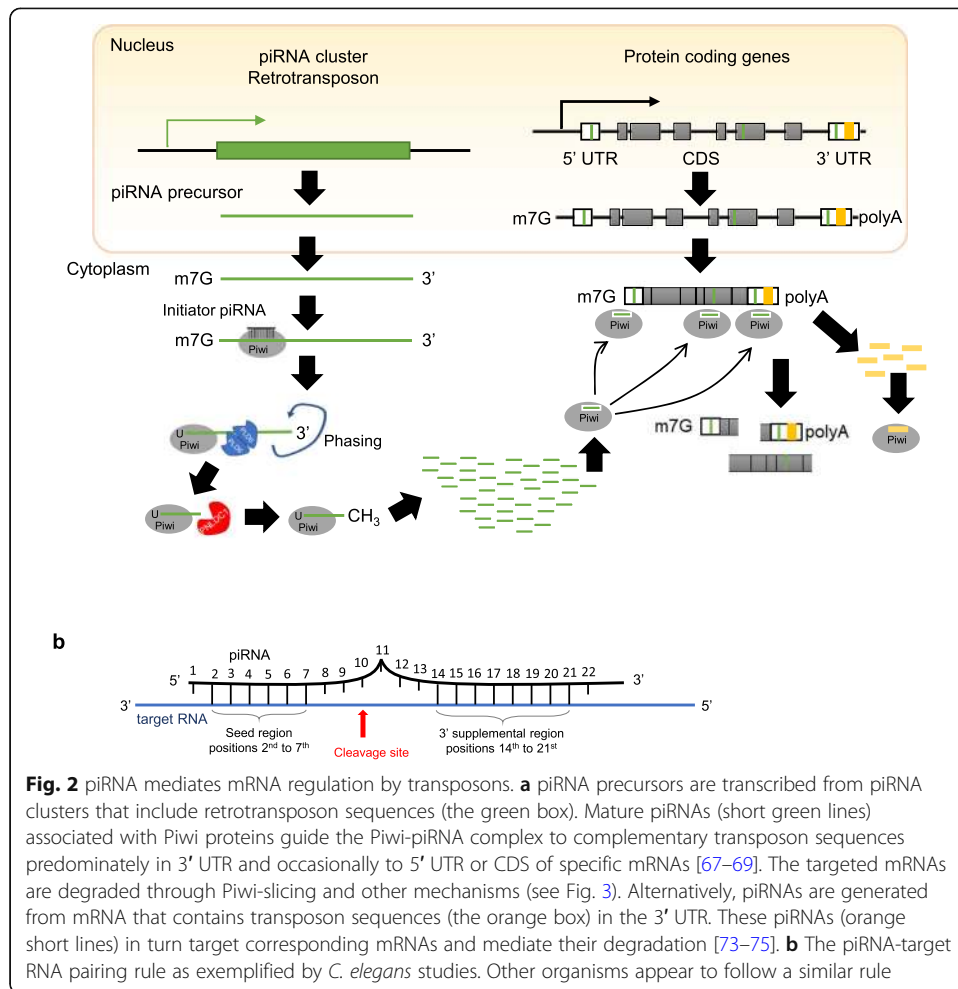 Nucleus
piRNA cluster
Retrotransposon
Protein coding genes
5' UTR CDS 3' UTR
piRNA precursor
m7G polyA
Cytoplasm
m7G 3'
m7G polyA
Initiator piRNA
m7G 3'
Piwi
Piwi Piwi Piwi
U
Piwi
PLD6
PLD6
3'
Phasing
Piwi
m7G polyA
Piwi
U
Piwi
PNLDC1
U
Piwi
CH3
b
piRNA
1 2 3 4 5 6 7 8 9 10 11 12 13 14 15 16 17 18 19 20 21 22
5' 3'
3' 5'
target RNA
Seed region
positions 2nd to 7th
Cleavage site
3' supplemental region
positions 14th to 21st
Fig. 2 piRNA mediates mRNA regulation by transposons. a piRNA precursors are transcribed from piRNA
clusters that include retrotransposon sequences (the green box). Mature piRNAs (short green lines)
associated with Piwi proteins guide the Piwi-piRNA complex to complementary transposon sequences
predominately in 3′ UTR and occasionally to 5′ UTR or CDS of specific mRNAs [67–69]. The targeted mRNAs
are degraded through Piwi-slicing and other mechanisms (see Fig. 3). Alternatively, piRNAs are generated
from mRNA that contains transposon sequences (the orange box) in the 3′ UTR. These piRNAs (orange
short lines) in turn target corresponding mRNAs and mediate their degradation [73–75]. b The piRNA-target
RNA pairing rule as exemplified by C. elegans studies. Other organisms appear to follow a similar rule